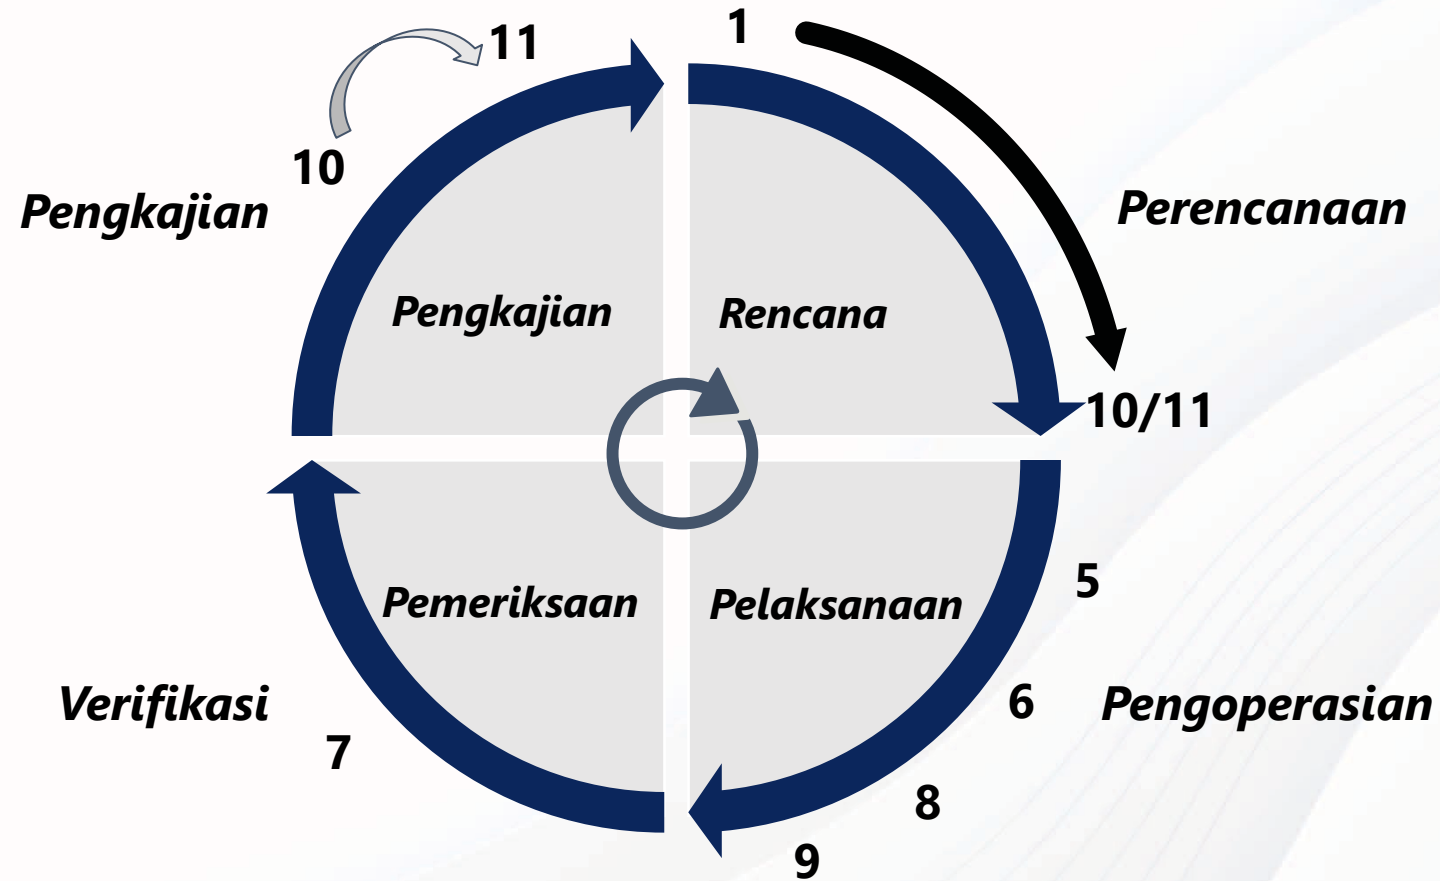 11
1
10
Pengkajian
Perencanaan
Pengkajian
Rencana
10/11
5
Pemeriksaan
Pelaksanaan
Verifikasi
7
6
Pengoperasian
8
9